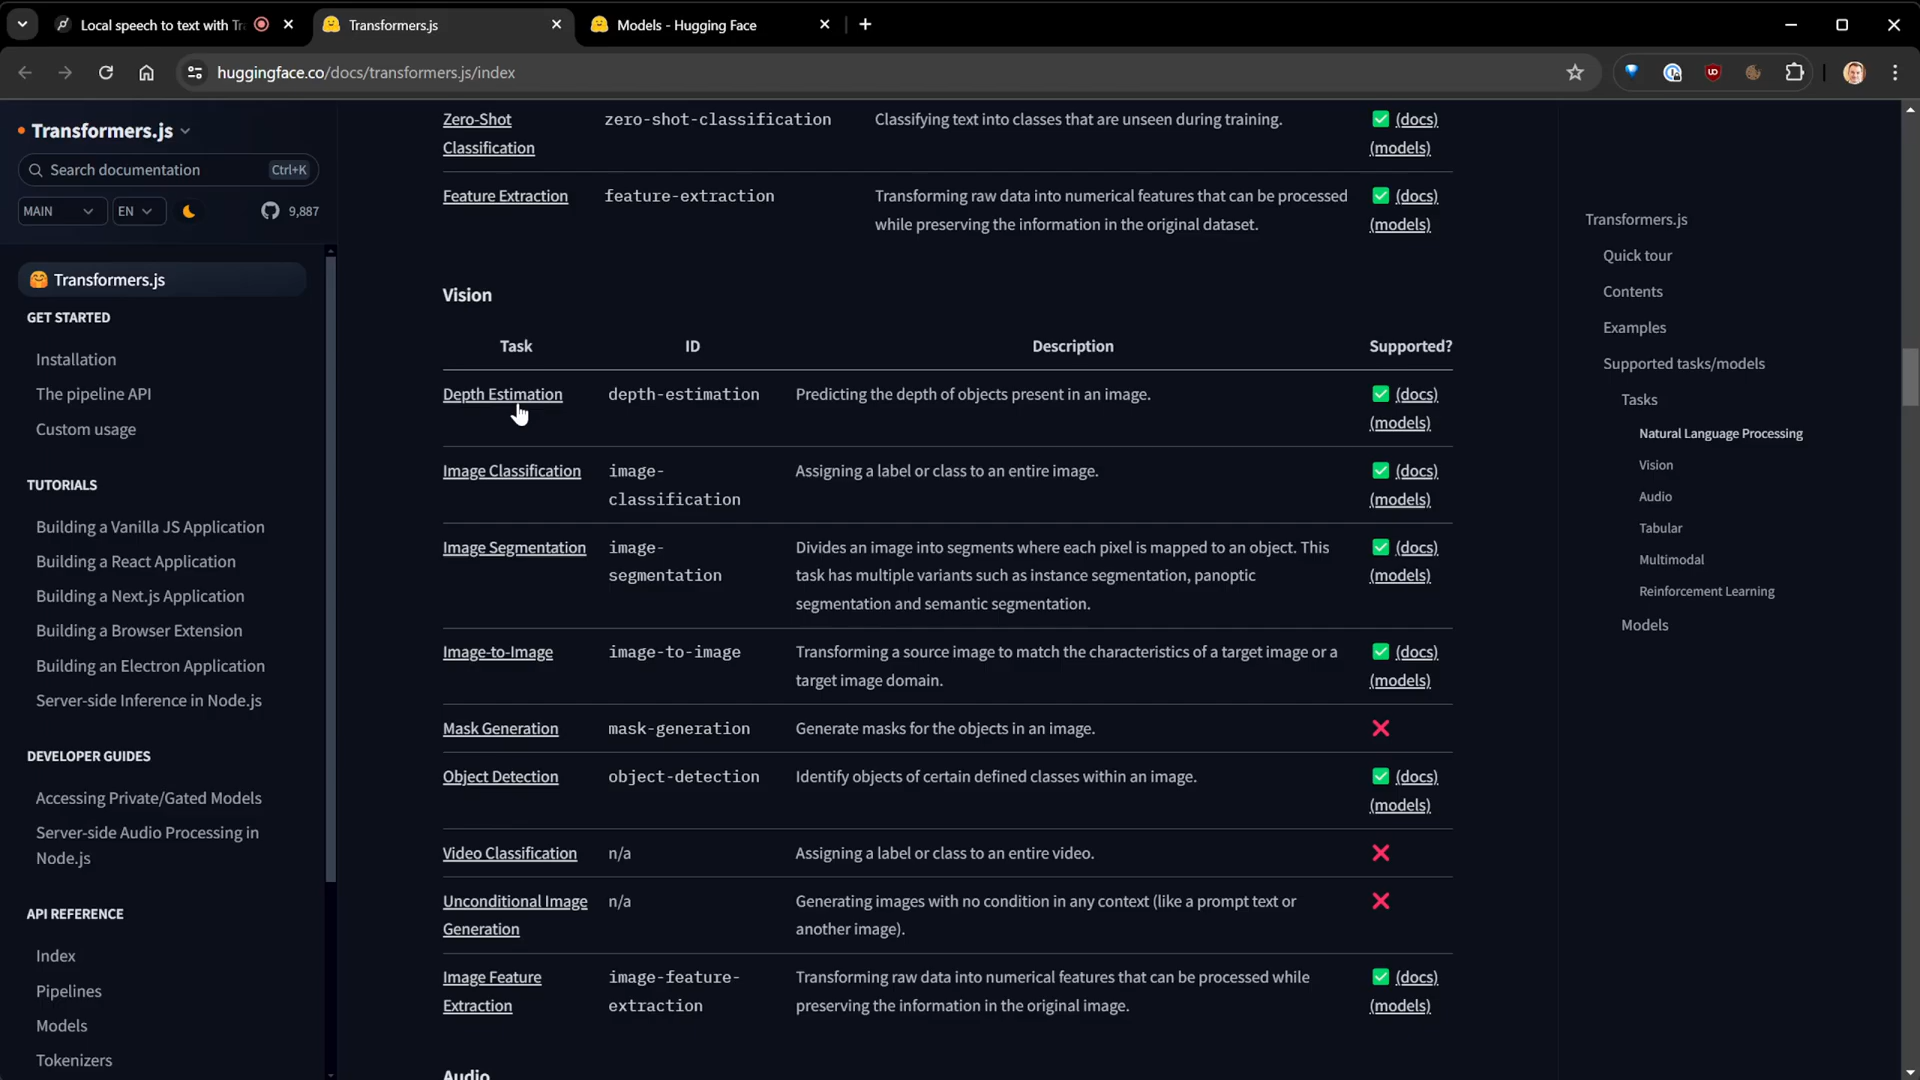 Local speech to text with Tr
Transformers.js
Models - Hugging Face
huggingface.co/docs/transformers.js/index
Transformers.js
Search documentation
Ctrl+K
MAIN
EN
9,887
Transformers.js
GET STARTED
Installation
The pipeline API
Custom usage
TUTORIALS
Building a Vanilla JS Application
Building a React Application
Building a Next.js Application
Building a Browser Extension
Building an Electron Application
Server-side Inference in Node.js
DEVELOPER GUIDES
Accessing Private/Gated Models
Server-side Audio Processing in
Node.js
API REFERENCE
Index
Pipelines
Models
Tokenizers
Zero-Shot
Classification
zero-shot-classification
Classifying text into classes that are unseen during training.
✅ (docs)
(models)
Feature Extraction
feature-extraction
Transforming raw data into numerical features that can be processed
while preserving the information in the original dataset.
✅ (docs)
(models)
Vision
Task
ID
Description
Supported?
Depth Estimation
depth-estimation
Predicting the depth of objects present in an image.
✅ (docs)
(models)
Image Classification
image-
classification
Assigning a label or class to an entire image.
✅ (docs)
(models)
Image Segmentation
image-
segmentation
Divides an image into segments where each pixel is mapped to an object. This
task has multiple variants such as instance segmentation, panoptic
segmentation and semantic segmentation.
✅ (docs)
(models)
Image-to-Image
image-to-image
Transforming a source image to match the characteristics of a target image or a
target image domain.
✅ (docs)
(models)
Mask Generation
mask-generation
Generate masks for the objects in an image.
❌
Object Detection
object-detection
Identify objects of certain defined classes within an image.
✅ (docs)
(models)
Video Classification
n/a
Assigning a label or class to an entire video.
❌
Unconditional Image
Generation
n/a
Generating images with no condition in any context (like a prompt text or
another image).
❌
Image Feature
Extraction
image-feature-
extraction
Transforming raw data into numerical features that can be processed while
preserving the information in the original image.
✅ (docs)
(models)
Audio
Transformers.js
Quick tour
Contents
Examples
Supported tasks/models
Tasks
Natural Language Processing
Vision
Audio
Tabular
Multimodal
Reinforcement Learning
Models